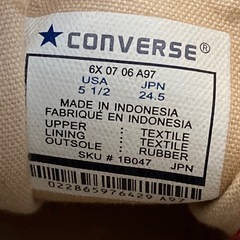 ★ CONVERSE®
6X 07 06 A97
USA JPN
5 1/2 24.5
MADE IN INDONESIA
FABRIQUÉ EN INDONESIA
UPPER : TEXTILE
LINING : TEXTILE
OUTSOLE : RUBBER
SKU # 1B047 JPN
022865976429 A97